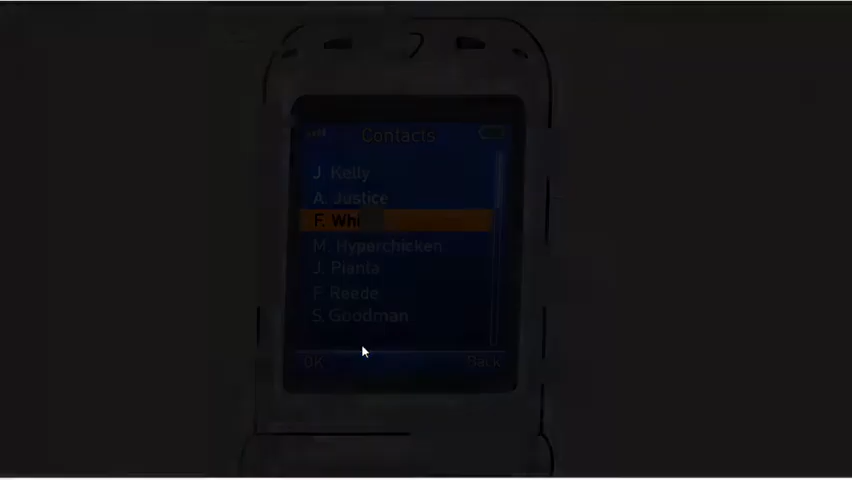 Contacts
J Kelly
A. Justice
F. Whi
M. Hyperchicken
J. Pianta
F Reede
S. Goodman
OK Back